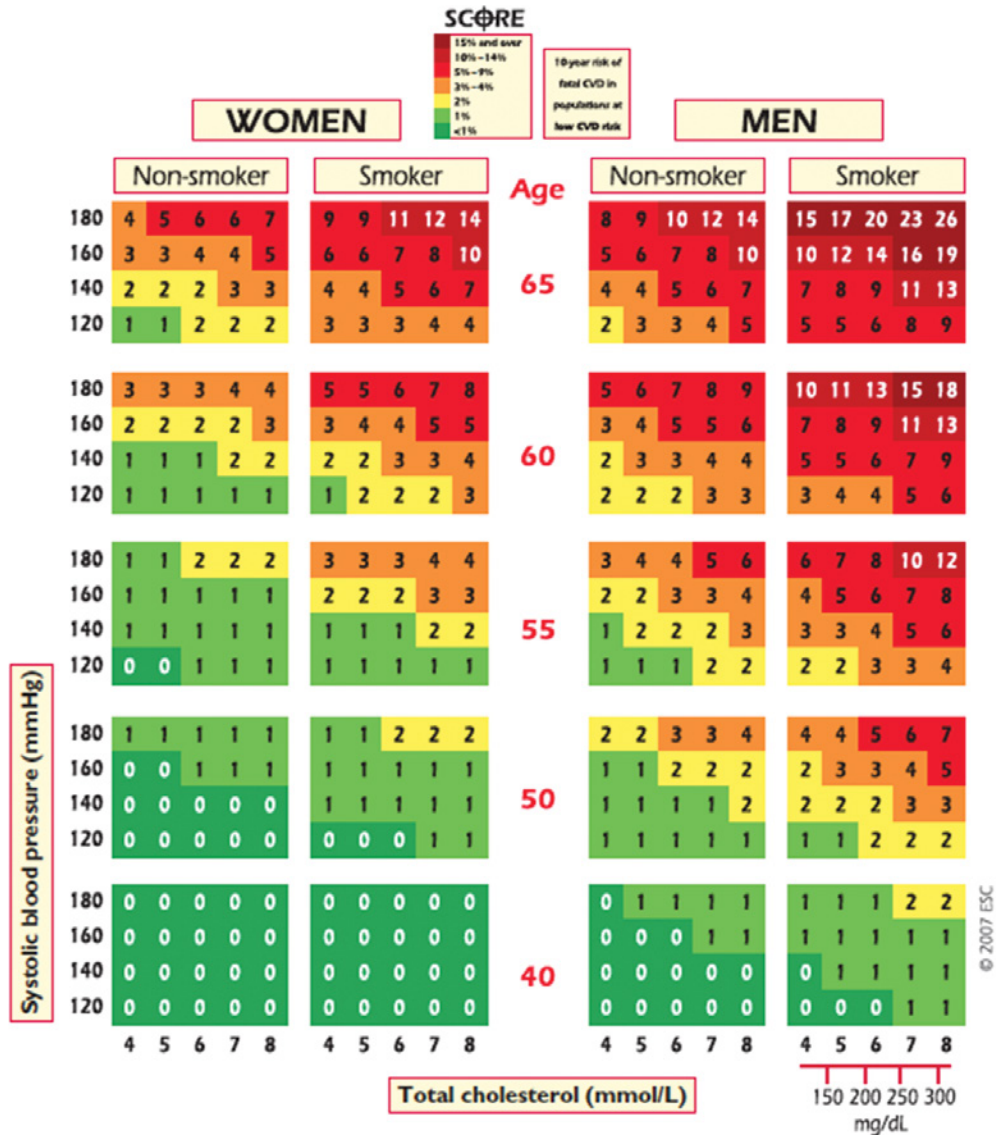 SCORE
15% and over
10%–14%
5%–9%
3%–4%
2%
1%
<1%
10-year risk of
fatal CVD in
populations at
low CVD risk
WOMEN
MEN
Non-smoker Smoker Age Non-smoker Smoker
180 4 5 6 6 7 9 9 11 12 14 8 9 10 12 14 15 17 20 23 26
160 3 3 4 4 5 6 6 7 8 10 5 6 7 8 10 10 12 14 16 19
65
140 2 2 2 3 3 4 4 5 6 7 4 4 5 6 7 7 8 9 11 13
120 1 1 2 2 2 3 3 3 4 4 2 3 3 4 5 5 5 6 8 9
180 3 3 3 4 4 5 5 6 7 8 5 6 7 8 9 10 11 13 15 18
160 2 2 2 2 3 3 4 4 5 5 3 4 5 5 6 7 8 9 11 13
60
140 1 1 1 2 2 2 2 3 3 4 2 3 3 4 4 5 5 6 7 9
120 1 1 1 1 1 1 2 2 2 3 2 2 2 3 3 3 4 4 5 6
180 1 1 2 2 2 3 3 3 4 4 3 4 4 5 6 6 7 8 10 12
160 1 1 1 1 1 2 2 2 3 3 2 2 3 3 4 4 5 6 7 8
55
140 1 1 1 1 1 1 1 1 2 2 1 2 2 2 3 3 3 4 5 6
120 0 0 1 1 1 1 1 1 1 1 1 1 1 2 2 2 2 3 3 4
180 1 1 1 1 1 1 1 2 2 2 2 2 3 3 4 4 4 5 6 7
160 0 0 1 1 1 1 1 1 1 1 1 1 2 2 2 2 3 3 4 5
50
140 0 0 0 0 0 1 1 1 1 1 1 1 1 1 2 2 2 2 3 3
120 0 0 0 0 0 0 0 0 1 1 1 1 1 1 1 1 1 2 2 2
180 0 0 0 0 0 0 0 0 0 0 0 1 1 1 1 1 1 1 2 2
160 0 0 0 0 0 0 0 0 0 0 0 0 0 1 1 1 1 1 1 1
40
140 0 0 0 0 0 0 0 0 0 0 0 0 0 0 0 0 1 1 1 1
120 0 0 0 0 0 0 0 0 0 0 0 0 0 0 0 0 0 0 1 1
4 5 6 7 8 4 5 6 7 8 4 5 6 7 8 4 5 6 7 8
Systolic blood pressure (mmHg)
Total cholesterol (mmol/L)
150 200 250 300
mg/dL
© 2007 ESC